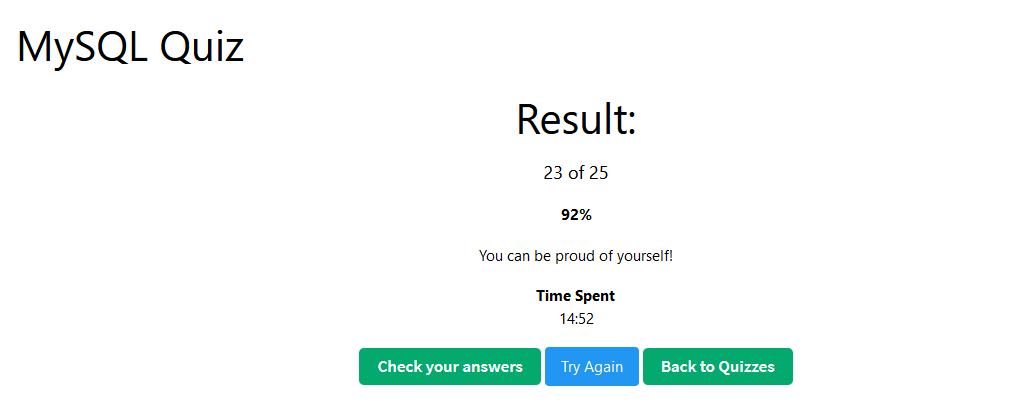 MySQL Quiz
Result:
23 of 25
92%
You can be proud of yourself!
Time Spent
14:52
Check your answers Try Again Back to Quizzes